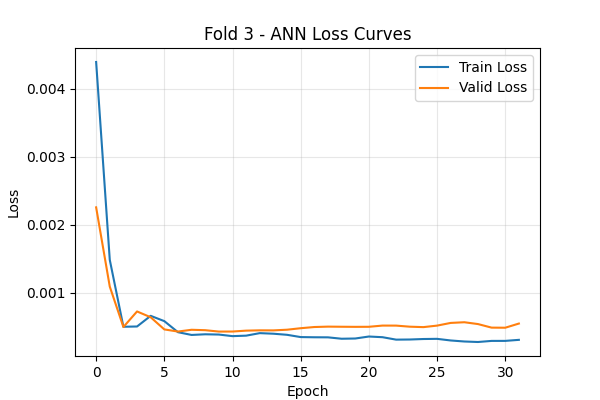 Fold 3 - ANN Loss Curves
Train Loss
Valid Loss
0.004
0.003
0.002
0.001
Loss
0 5 10 15 20 25 30
Epoch